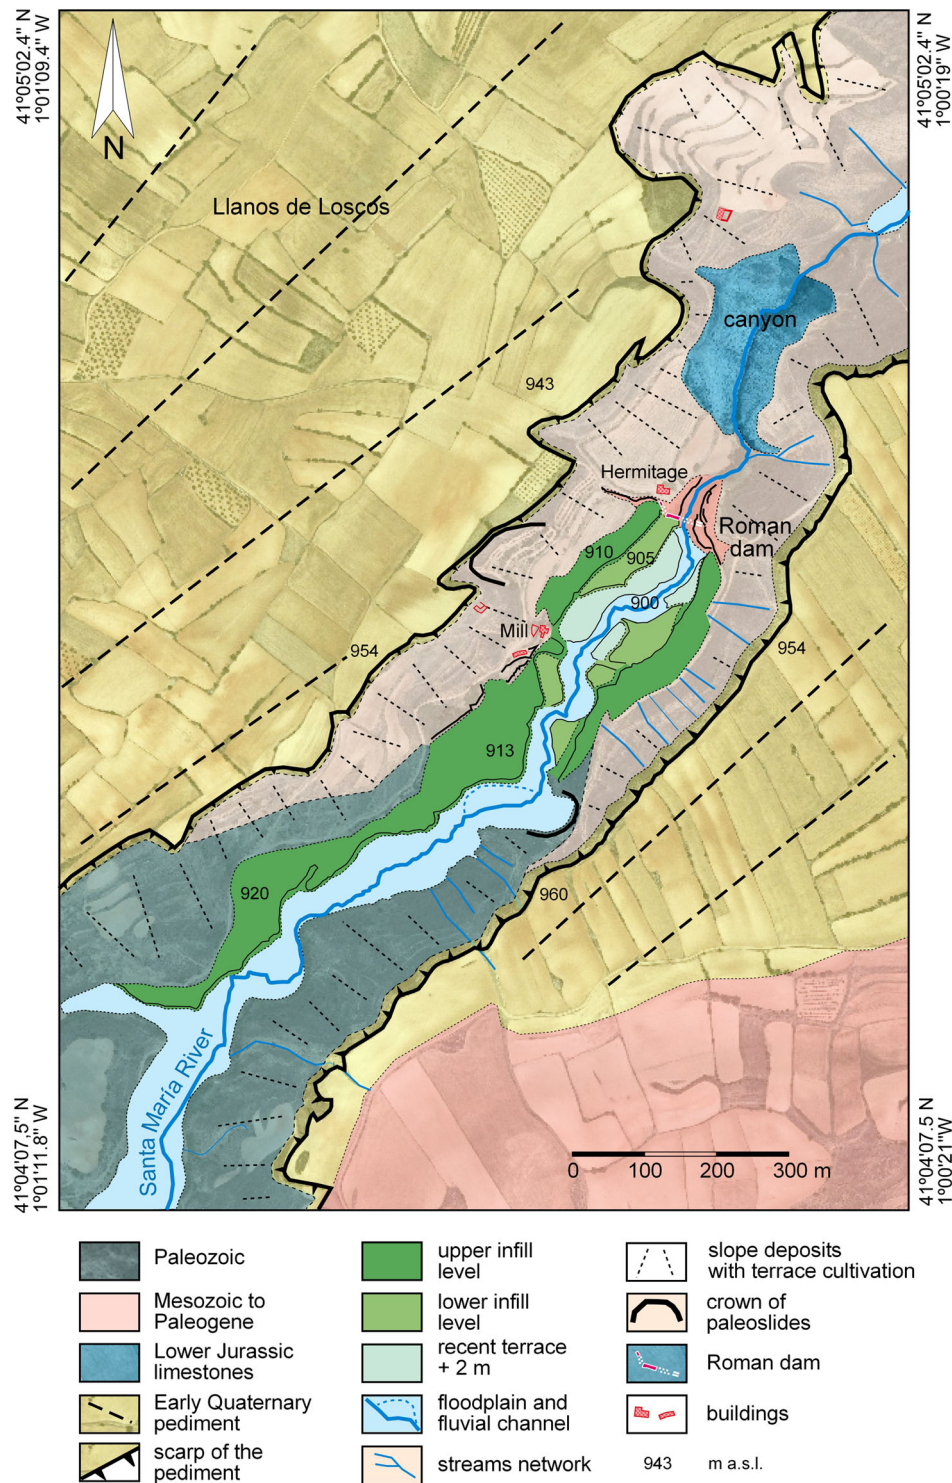 41°05'02.4" N
1°01'09.4" W
41°05'02.4" N
1°00'19" W
N
Llanos de Loscos
canyon
943
Hermitage
Roman
dam
910
905
900
Mill
954
954
913
920
960
Santa María River
41°04'07,5" N
1°01'11.8" W
41°04'07.5 N
1°00'21"W
0 100 200 300 m
Paleozoic
Mesozoic to
Paleogene
Lower Jurassic
limestones
Early Quaternary
pediment
scarp of the
pediment
upper infill
level
lower infill
level
recent terrace
+ 2 m
floodplain and
fluvial channel
streams network
slope deposits
with terrace cultivation
crown of
paleoslides
Roman dam
buildings
943 m a.s.l.